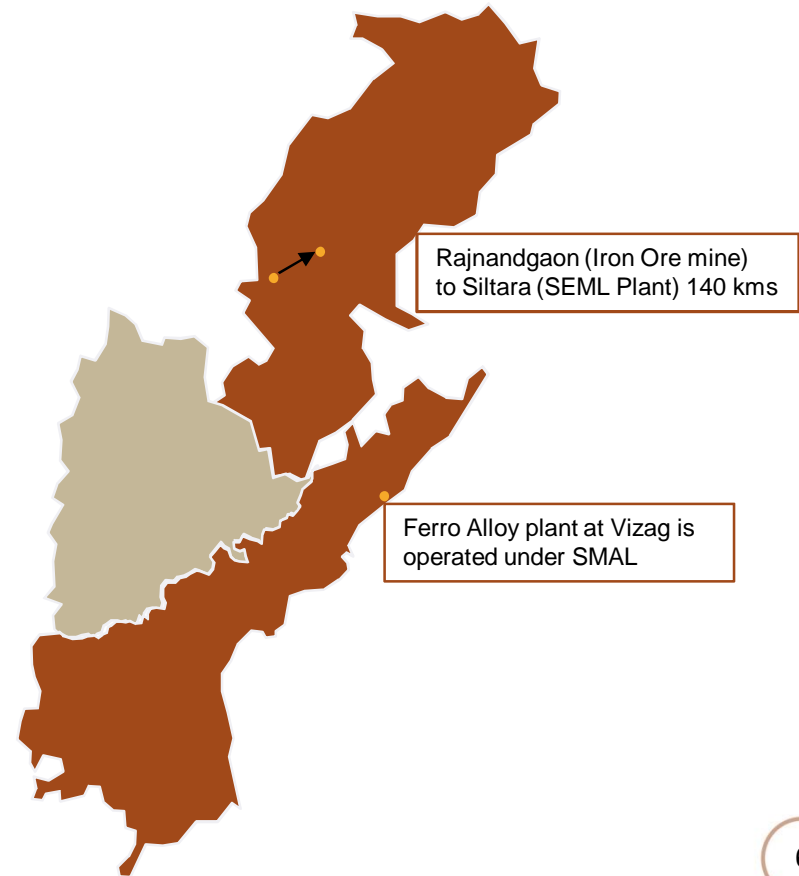 Rajnandgaon (Iron Ore mine)
to Siltara (SEML Plant) 140 kms
Ferro Alloy plant at Vizag is
operated under SMAL